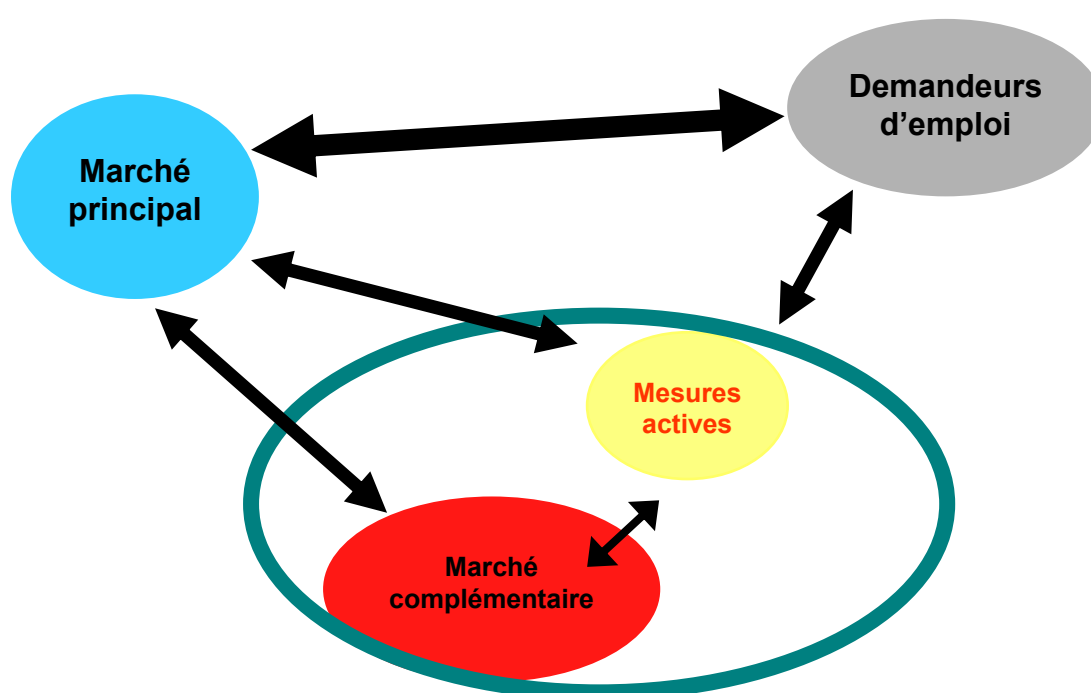 Demandeurs
d’emploi
Marché
principal
Mesures
actives
Marché
complémentaire